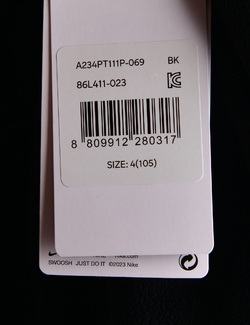 A234PT111P-069 BK
86L411-023
8 809912 280317
SIZE: 4(105)
SWOOSH JUST DO IT ©2023 Nike